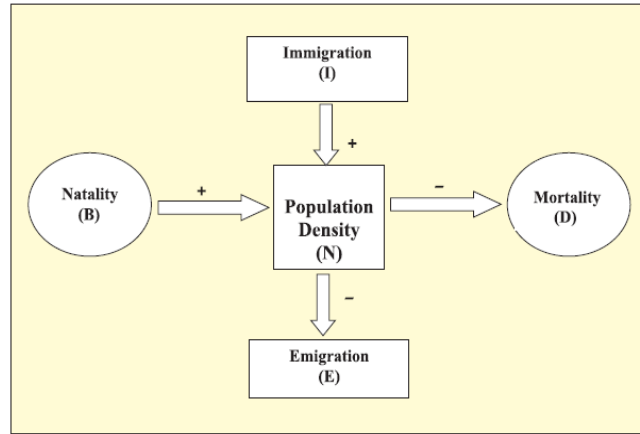 Immigration
(I)
+
Natality
(B)
+
Population
Density
(N)
–
Mortality
(D)
–
Emigration
(E)